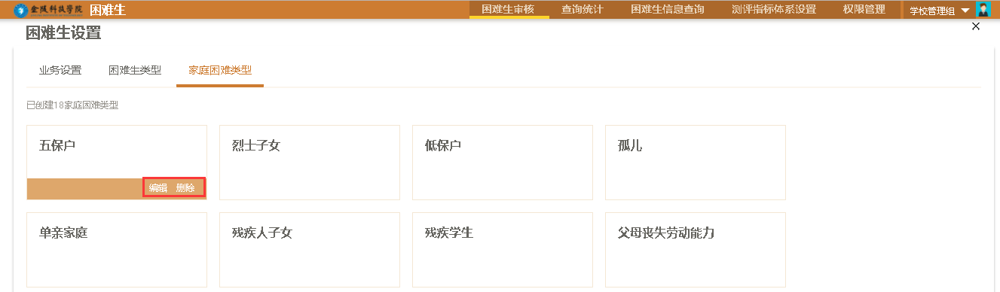 金陵科技學院 困难生 困难生审核 查询统计 困难生信息查询 测评指标体系设置 权限管理 学校管理组
困难生设置
业务设置 困难生类型 家庭困难类型
已创建18家庭困难类型
五保户 烈士子女 低保户 孤儿
编辑 删除
单亲家庭 残疾人子女 残疾学生 父母丧失劳动能力